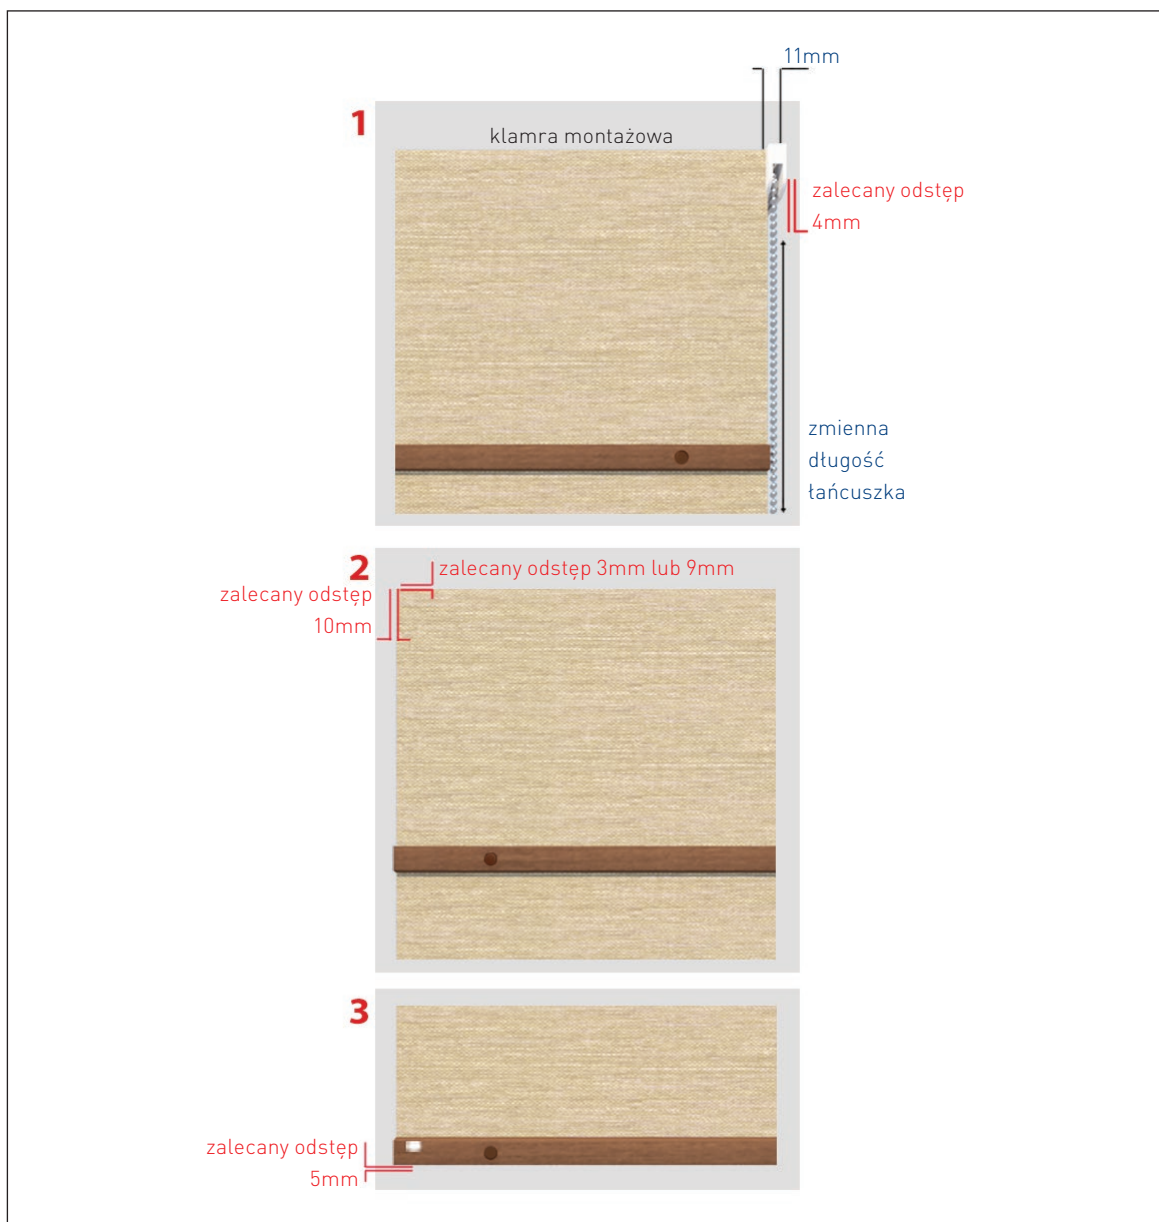 11mm
1
klamra montażowa
zalecany odstęp
4mm
zmienna
długość
łańcuszka
2
zalecany odstęp 3mm lub 9mm
zalecany odstęp
10mm
3
zalecany odstęp
5mm